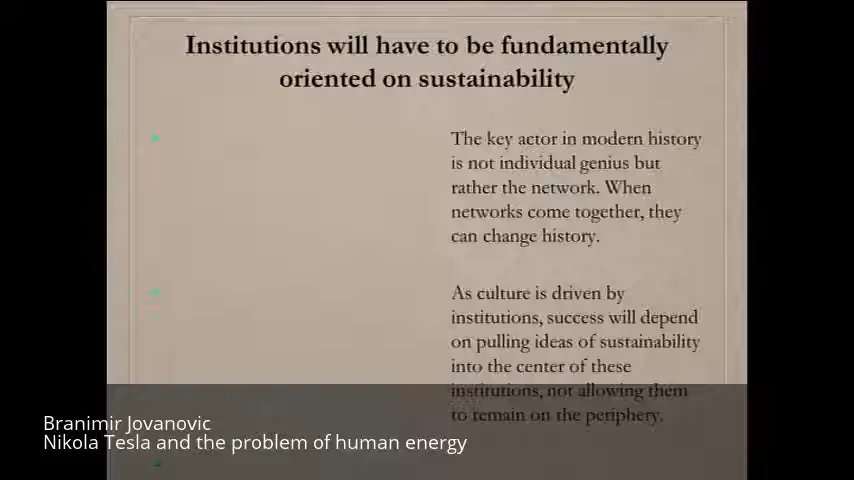 Institutions will have to be fundamentally
oriented on sustainability
The key actor in modern history
is not individual genius but
rather the network. When
networks come together, they
can change history.
As culture is driven by
institutions, success will depend
on pulling ideas of sustainability
into the center of these
institutions, not allowing them
to remain on the periphery.
Branimir Jovanovic
Nikola Tesla and the problem of human energy